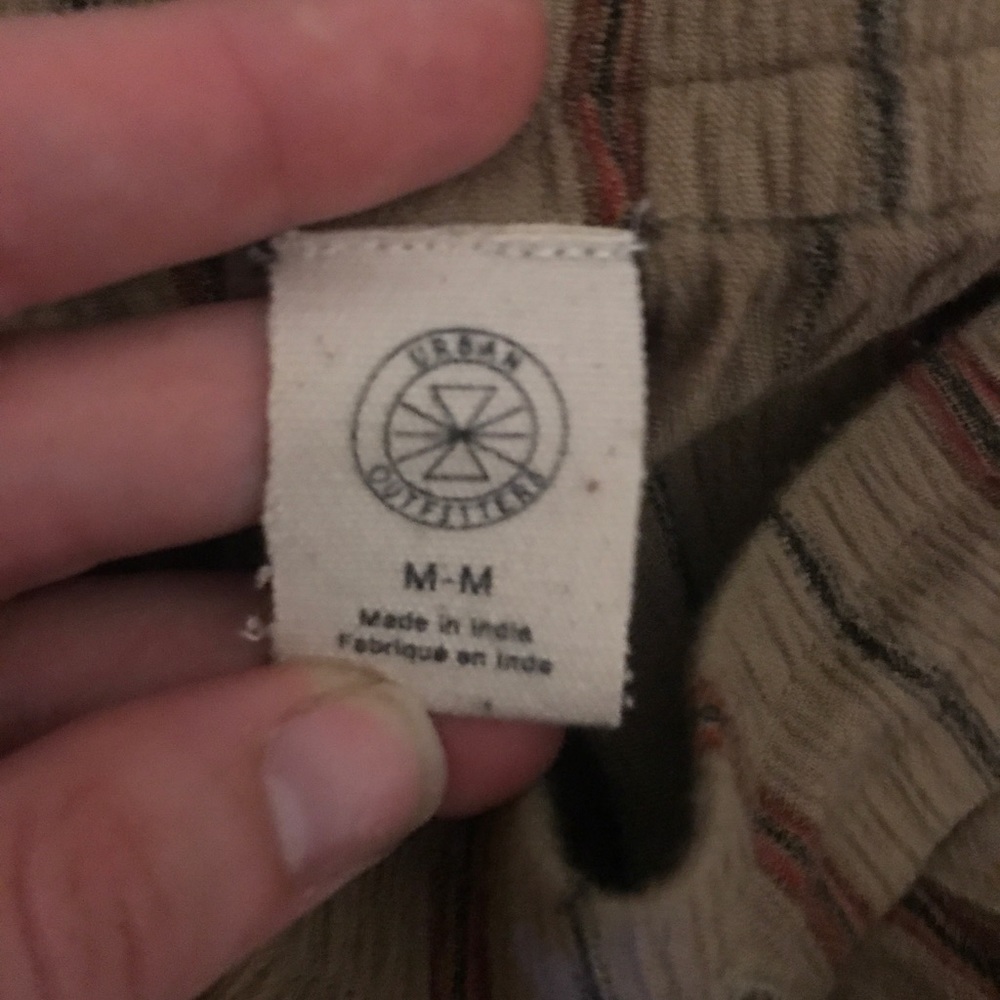 URBAN
OUTFITTERS
M-M
Made in India
Fabriqué en Inde